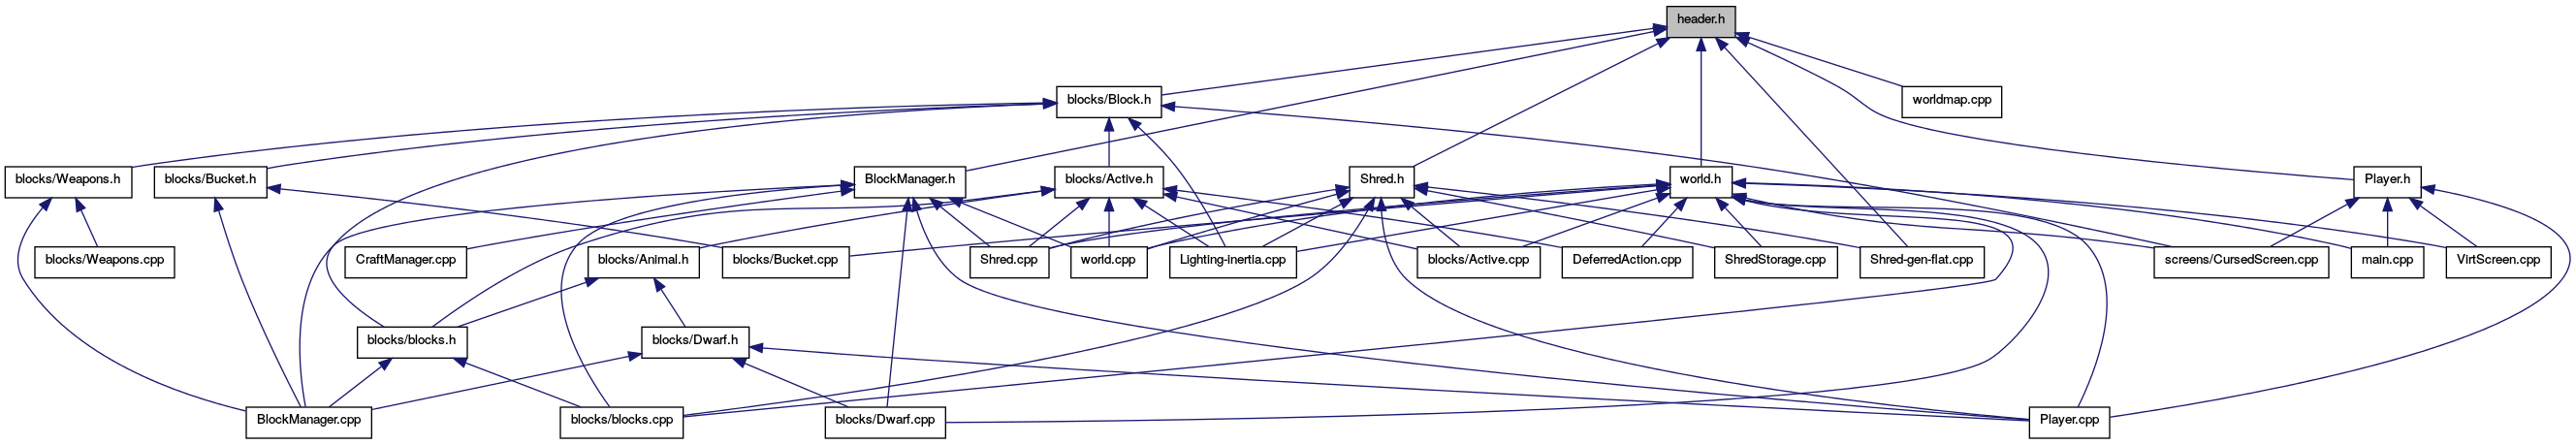 header.h
blocks/Block.h
worldmap.cpp
blocks/Weapons.h
blocks/Bucket.h
BlockManager.h
blocks/Active.h
Shred.h
world.h
Player.h
blocks/Weapons.cpp
CraftManager.cpp
blocks/Animal.h
blocks/Bucket.cpp
Shred.cpp
world.cpp
Lighting-inertia.cpp
blocks/Active.cpp
DeferredAction.cpp
ShredStorage.cpp
Shred-gen-flat.cpp
screens/CursedScreen.cpp
main.cpp
VirtScreen.cpp
blocks/blocks.h
blocks/Dwarf.h
BlockManager.cpp
blocks/blocks.cpp
blocks/Dwarf.cpp
Player.cpp